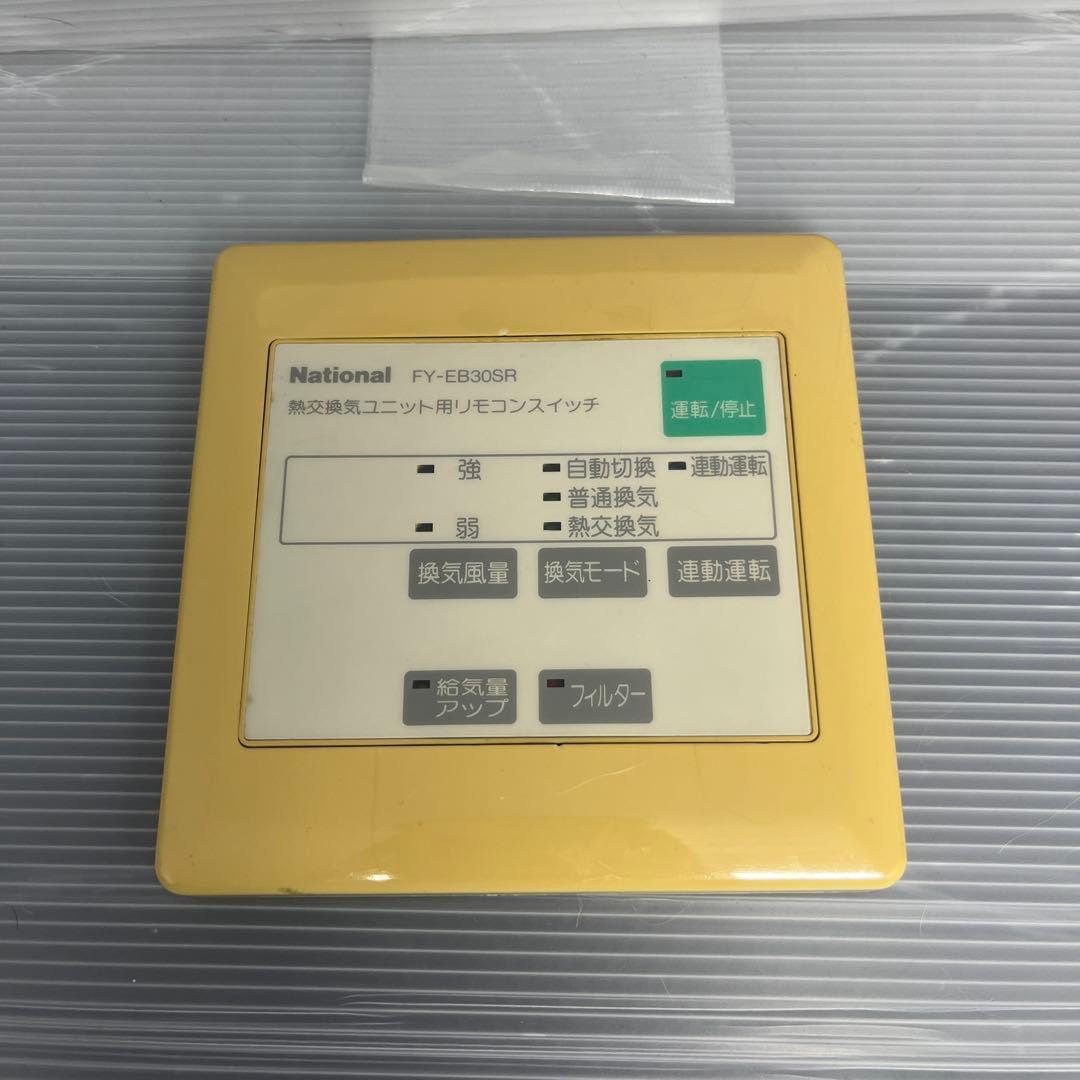 National FY-EB30SR
熱交換気ユニット用リモコンスイッチ
運転/停止
強 自動切換 連動運転
普通換気
弱 熱交換気
換気風量 換気モード 連動運転
給気量
アップ
フィルター